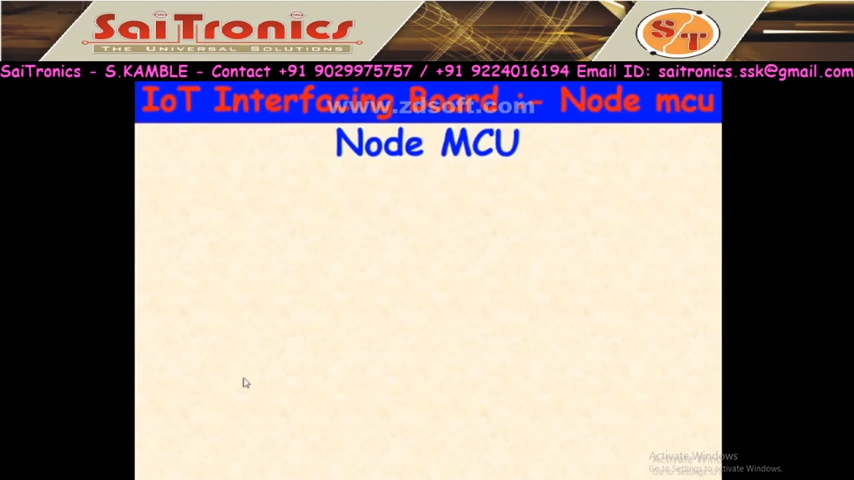 SaiTronics
THE UNIVERSAL SOLUTIONS
ST
SaiTronics - S.KAMBLE - Contact +91 9029975757 / +91 9224016194 Email ID: saitronics.ssk@gmail.com
IoT Interfacing Board :- Node mcu
www.zdsoft.com
Node MCU
Activate Windows
Go to Settings to activate Windows.